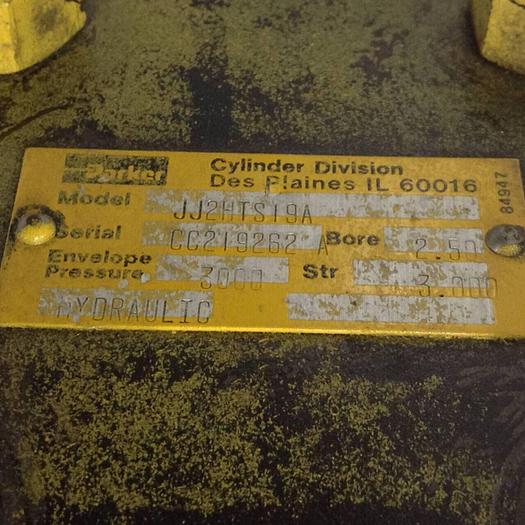 Parker Cylinder Division
Des Plaines IL 60016
Model JJ2HTS19A
Serial CC219262 A Bore 2.50
Envelope
Pressure 3000 Str 3.000
HYDRAULIC
84947